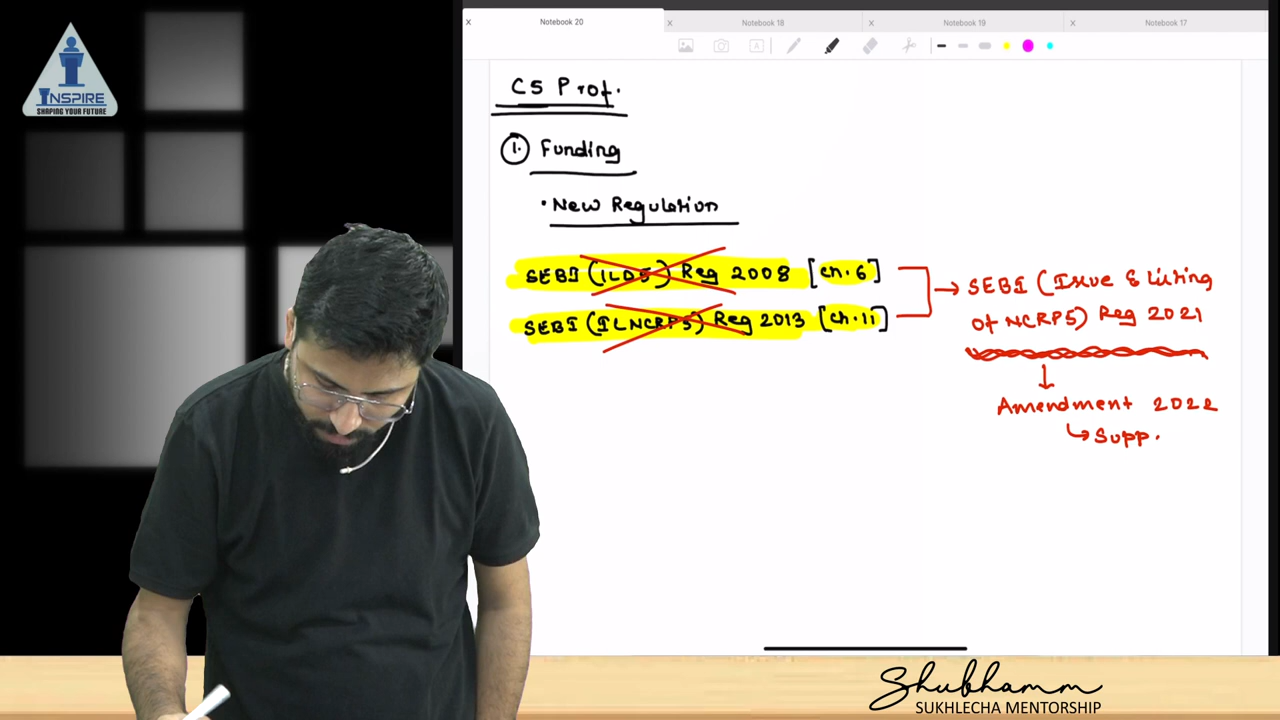 INSPIRE
SHAPING YOUR FUTURE
Notebook 20
Notebook 18
Notebook 19
Notebook 17
CS Prof.
1. Funding
• New Regulation
SEBI (ILDS) Reg 2008 [ch. 6]
SEBI (ILNCRPS) Reg 2013 [ch. 11]
→ SEBI (Issue & Listing
of NCRPS) Reg 2021
Amendment 2022
↳ Supp.
Shubhamm
SUKHLECHA MENTORSHIP